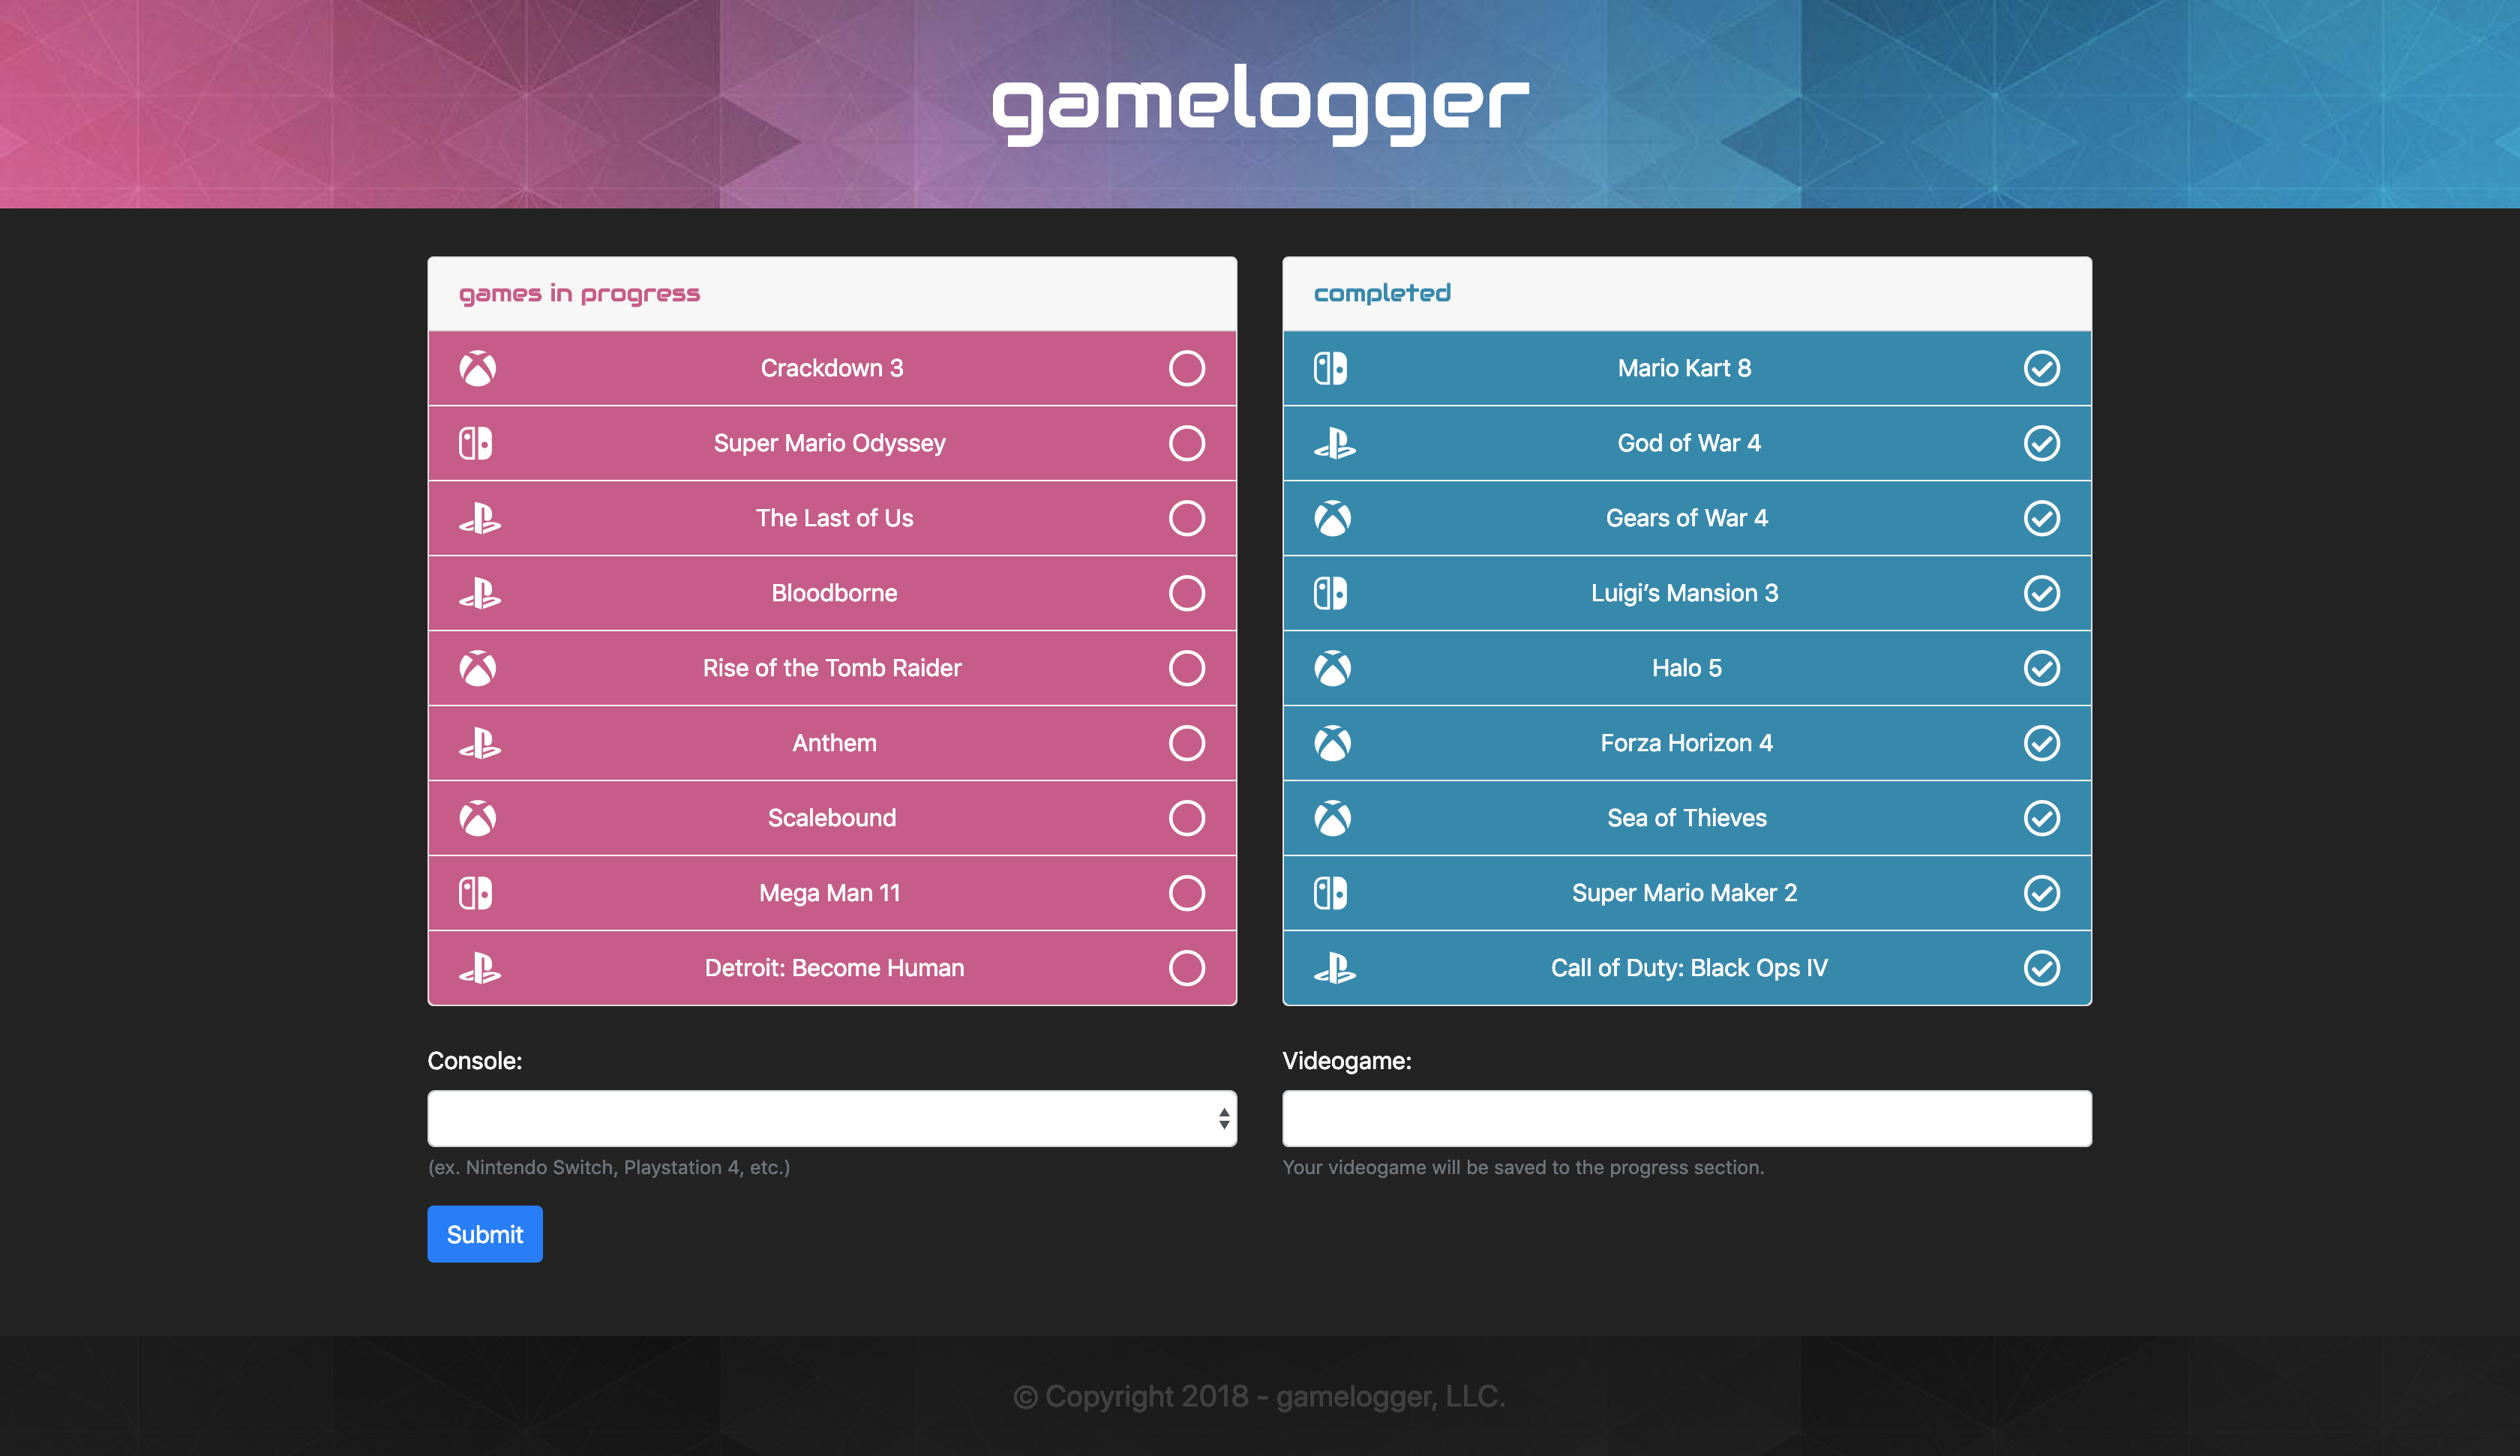 gamelogger
games in progress
Crackdown 3
Super Mario Odyssey
The Last of Us
Bloodborne
Rise of the Tomb Raider
Anthem
Scalebound
Mega Man 11
Detroit: Become Human
completed
Mario Kart 8
God of War 4
Gears of War 4
Luigi’s Mansion 3
Halo 5
Forza Horizon 4
Sea of Thieves
Super Mario Maker 2
Call of Duty: Black Ops IV
Console:
(ex. Nintendo Switch, Playstation 4, etc.)
Videogame:
Your videogame will be saved to the progress section.
Submit
© Copyright 2018 - gamelogger, LLC.